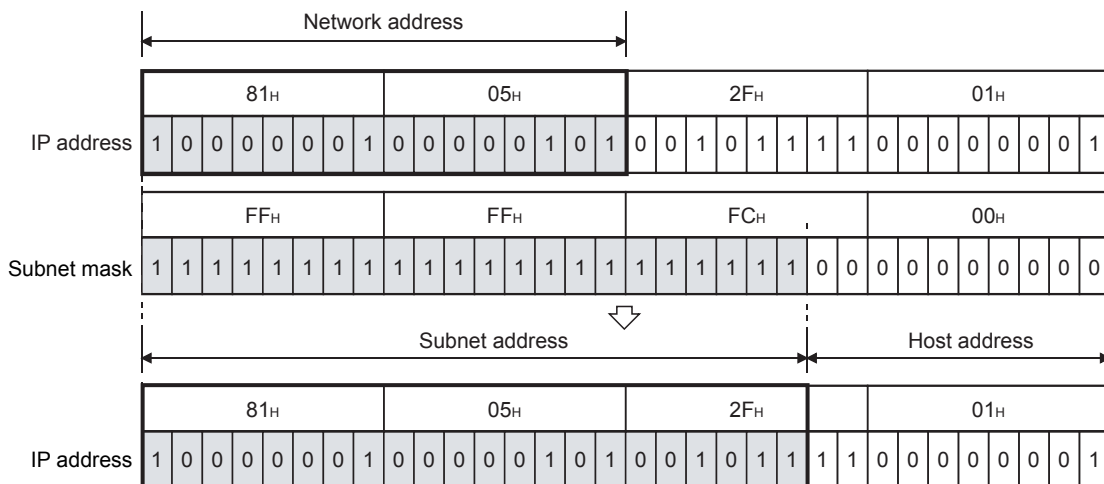 Network address
81H 05H 2FH 01H
IP address 1 0 0 0 0 0 0 1 0 0 0 0 0 1 0 1 0 0 1 0 1 1 1 1 0 0 0 0 0 0 0 1
FFH FFH FCH 00H
Subnet mask 1 1 1 1 1 1 1 1 1 1 1 1 1 1 1 1 1 1 1 1 1 1 0 0 0 0 0 0 0 0 0 0
Subnet address Host address
81H 05H 2FH 01H
IP address 1 0 0 0 0 0 0 1 0 0 0 0 0 1 0 1 0 0 1 0 1 1 1 1 0 0 0 0 0 0 0 1